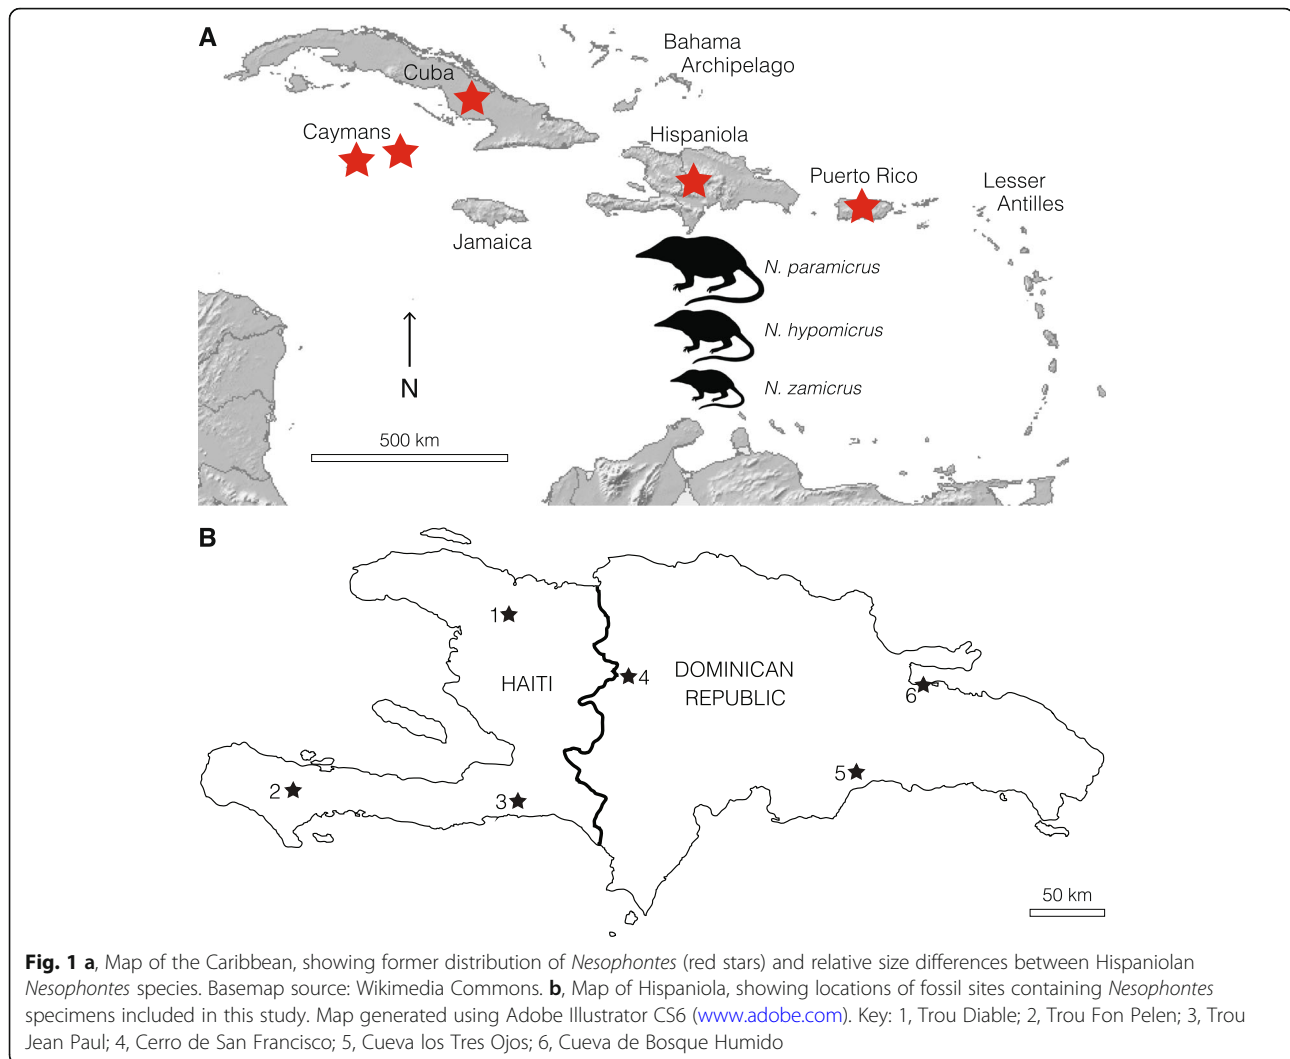 A
Bahama
Archipelago
Cuba
Caymans
Hispaniola
Puerto Rico
Lesser
Antilles
Jamaica
N. paramicrus
N. hypomicrus
N. zamicrus
N
500 km
B
1
HAITI
4
DOMINICAN
REPUBLIC
6
2
3
5
50 km
Fig. 1 a, Map of the Caribbean, showing former distribution of Nesophontes (red stars) and relative size differences between Hispaniolan
Nesophontes species. Basemap source: Wikimedia Commons. b, Map of Hispaniola, showing locations of fossil sites containing Nesophontes
specimens included in this study. Map generated using Adobe Illustrator CS6 (www.adobe.com). Key: 1, Trou Diable; 2, Trou Fon Pelen; 3, Trou
Jean Paul; 4, Cerro de San Francisco; 5, Cueva los Tres Ojos; 6, Cueva de Bosque Humido